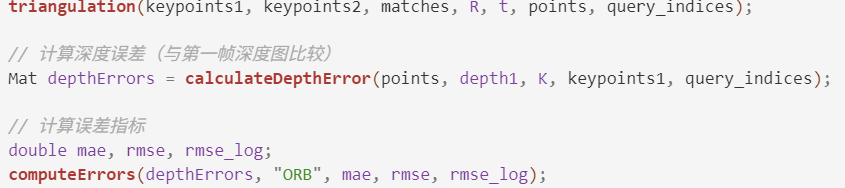 triangulation(keypoints1, keypoints2, matches, R, t, points, query_indices);
// 计算深度误差（与第一帧深度图比较）
Mat depthErrors = calculateDepthError(points, depth1, K, keypoints1, query_indices);
// 计算误差指标
double mae, rmse, rmse_log;
computeErrors(depthErrors, "ORB", mae, rmse, rmse_log);